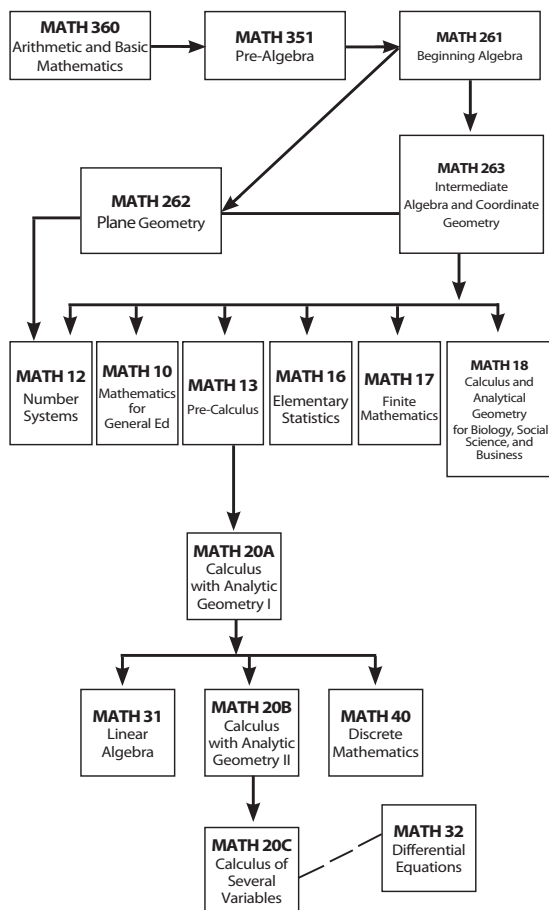 MATH 360
Arithmetic and Basic
Mathematics
MATH 351
Pre-Algebra
MATH 261
Beginning Algebra
MATH 263
Intermediate
Algebra and Coordinate
Geometry
MATH 262
Plane Geometry
MATH 12
Number
Systems
MATH 10
Mathematics
for
General Ed
MATH 13
Pre-Calculus
MATH 16
Elementary
Statistics
MATH 17
Finite
Mathematics
MATH 18
Calculus and
Analytical
Geometry
for Biology, Social
Science, and
Business
MATH 20A
Calculus
with Analytic
Geometry I
MATH 31
Linear
Algebra
MATH 20B
Calculus
with Analytic
Geometry II
MATH 40
Discrete
Mathematics
MATH 20C
Calculus of
Several
Variables
MATH 32
Differential
Equations